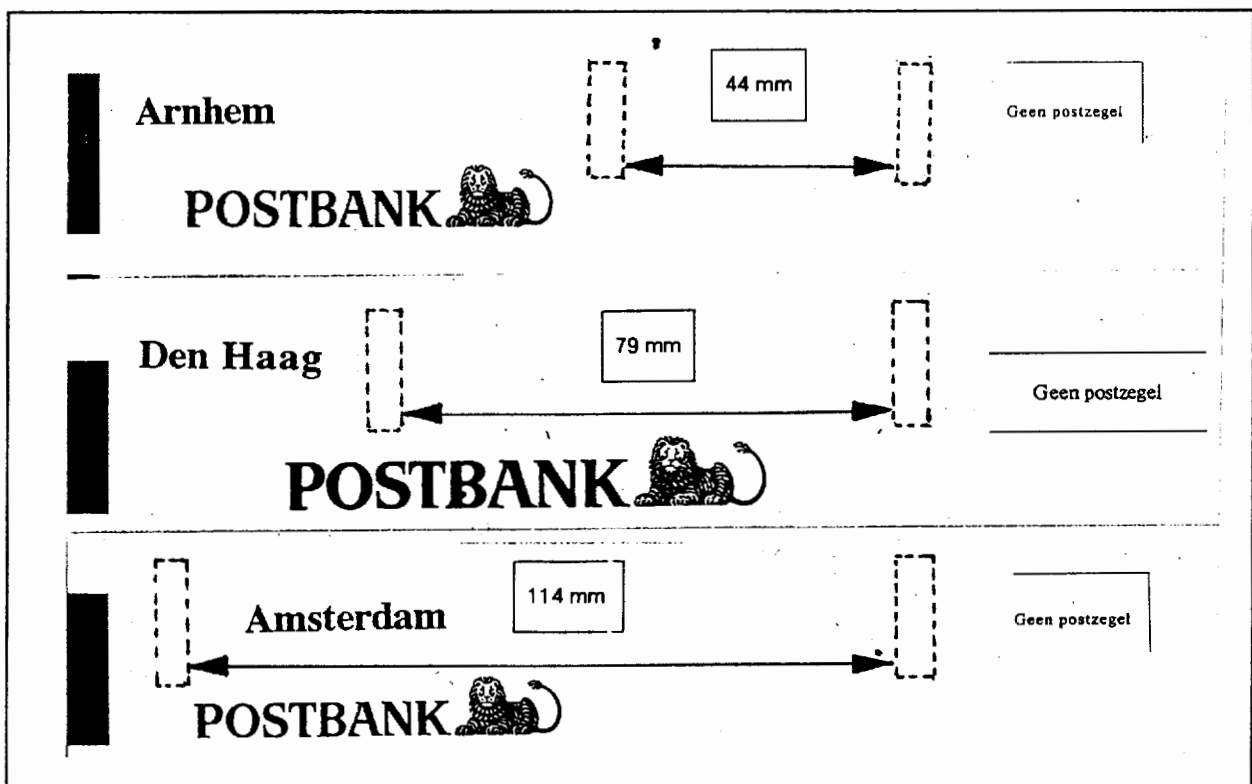 44 mm
Arnhem
Geen postzegel
POSTBANK
79 mm
Den Haag
Geen postzegel
POSTBANK
114 mm
Amsterdam
Geen postzegel
POSTBANK